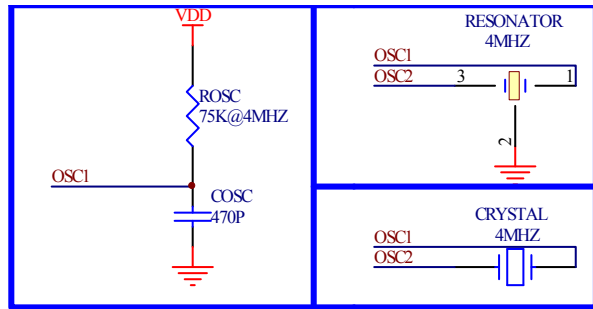 VDD
ROSC
75K@4MHZ
OSC1
COSC
470P
RESONATOR
4MHZ
OSC1
OSC2
3
1
2
CRYSTAL
4MHZ
OSC1
OSC2